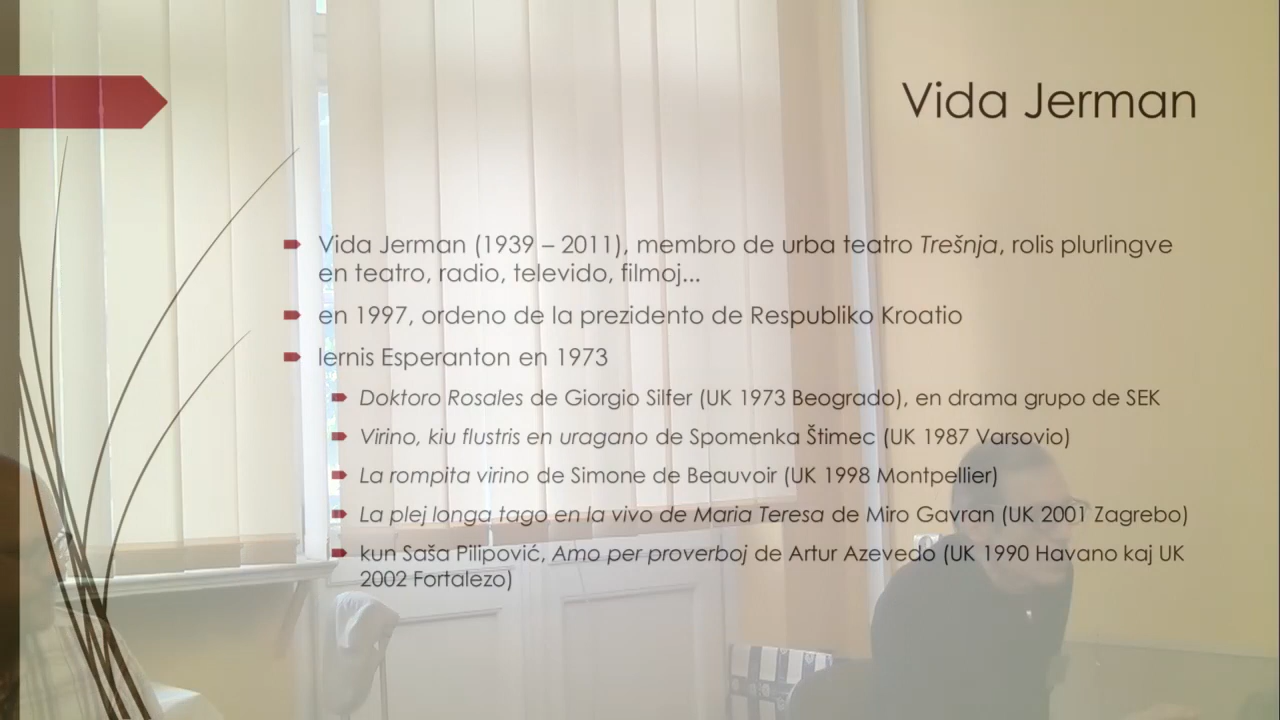 Vida Jerman
Vida Jerman (1939 – 2011), membro de urba teatro Trešnja, rolis plurlingve
en teatro, radio, televido, filmoj...
en 1997, ordeno de la prezidento de Respubliko Kroatio
lernis Esperanton en 1973
Doktoro Rosales de Giorgio Silfer (UK 1973 Beogrado), en drama grupo de SEK
Virino, kiu flustris en uragano de Spomenka Štimec (UK 1987 Varsovio)
La rompita virino de Simone de Beauvoir (UK 1998 Montpellier)
La plej longa tago en la vivo de Maria Teresa de Miro Gavran (UK 2001 Zagrebo)
kun Saša Pilipović, Amo per proverboj de Artur Azevedo (UK 1990 Havano kaj UK
2002 Fortalezo)